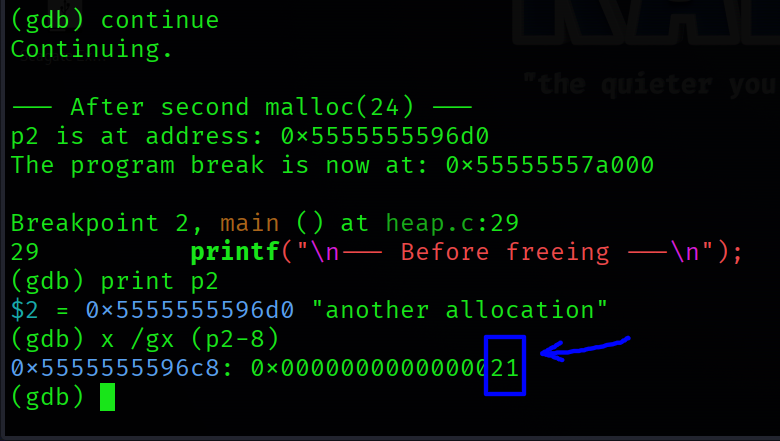 (gdb) continue
Continuing.
"the quieter you
--- After second malloc(24) ---
p2 is at address: 0x5555555596d0
The program break is now at: 0x55555557a000
Breakpoint 2, main () at heap.c:29
29 printf("\n--- Before freeing ---\n");
(gdb) print p2
$2 = 0x5555555596d0 "another allocation"
(gdb) x /gx (p2-8)
0x5555555596c8: 0x0000000000000021
(gdb)